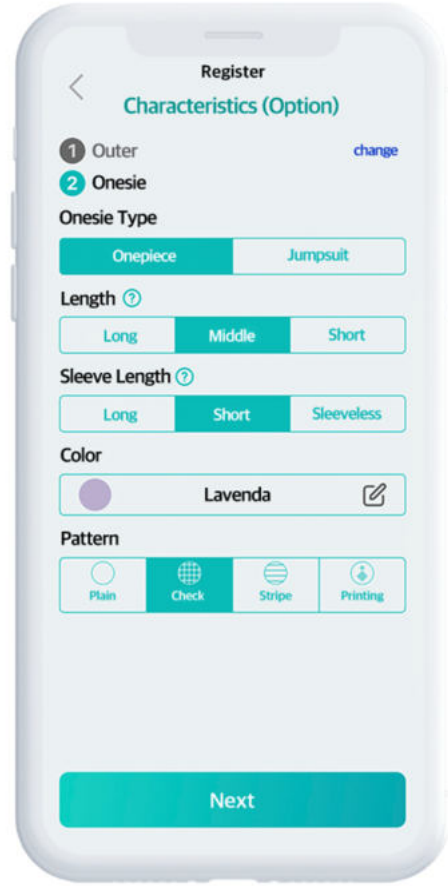 Register
Characteristics (Option)
1 Outer change
2 Onesie
Onesie Type
Onepiece Jumpsuit
Length ?
Long Middle Short
Sleeve Length ?
Long Short Sleeveless
Color
Lavenda
Pattern
Plain Check Stripe Printing
Next